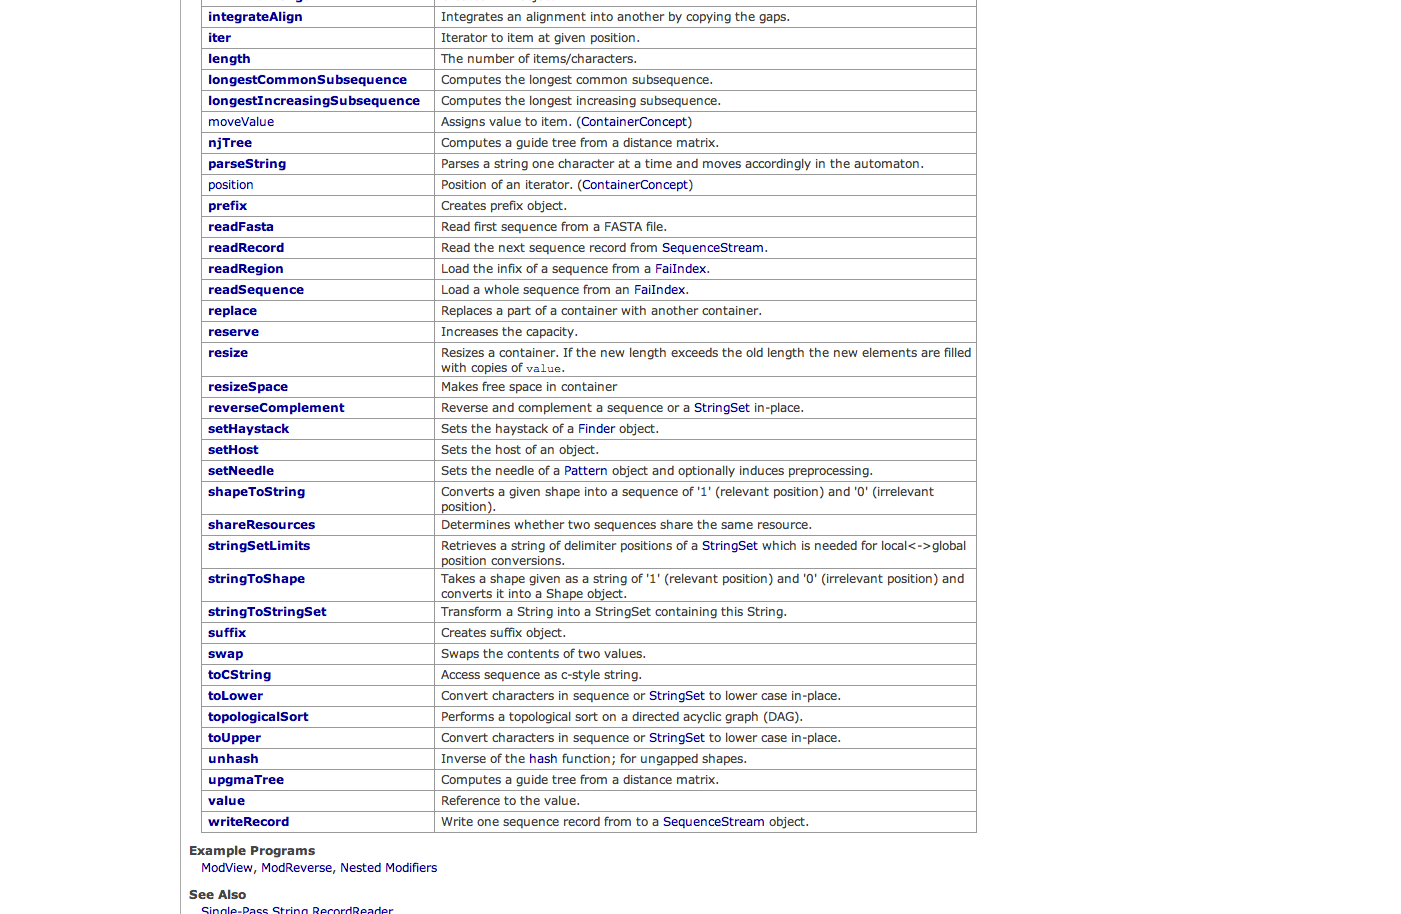 integrateAlign Integrates an alignment into another by copying the gaps.
iter Iterator to item at given position.
length The number of items/characters.
longestCommonSubsequence Computes the longest common subsequence.
longestIncreasingSubsequence Computes the longest increasing subsequence.
moveValue Assigns value to item. (ContainerConcept)
njTree Computes a guide tree from a distance matrix.
parseString Parses a string one character at a time and moves accordingly in the automaton.
position Position of an iterator. (ContainerConcept)
prefix Creates prefix object.
readFasta Read first sequence from a FASTA file.
readRecord Read the next sequence record from SequenceStream.
readRegion Load the infix of a sequence from a FaiIndex.
readSequence Load a whole sequence from an FaiIndex.
replace Replaces a part of a container with another container.
reserve Increases the capacity.
resize Resizes a container. If the new length exceeds the old length the new elements are filled
with copies of value.
resizeSpace Makes free space in container
reverseComplement Reverse and complement a sequence or a StringSet in-place.
setHaystack Sets the haystack of a Finder object.
setHost Sets the host of an object.
setNeedle Sets the needle of a Pattern object and optionally induces preprocessing.
shapeToString Converts a given shape into a sequence of '1' (relevant position) and '0' (irrelevant
position).
shareResources Determines whether two sequences share the same resource.
stringSetLimits Retrieves a string of delimiter positions of a StringSet which is needed for local<->global
position conversions.
stringToShape Takes a shape given as a string of '1' (relevant position) and '0' (irrelevant position) and
converts it into a Shape object.
stringToStringSet Transform a String into a StringSet containing this String.
suffix Creates suffix object.
swap Swaps the contents of two values.
toCString Access sequence as c-style string.
toLower Convert characters in sequence or StringSet to lower case in-place.
topologicalSort Performs a topological sort on a directed acyclic graph (DAG).
toUpper Convert characters in sequence or StringSet to lower case in-place.
unhash Inverse of the hash function; for ungapped shapes.
upgmaTree Computes a guide tree from a distance matrix.
value Reference to the value.
writeRecord Write one sequence record from to a SequenceStream object.
Example Programs
ModView, ModReverse, Nested Modifiers
See Also
Single-Pass String RecordReader